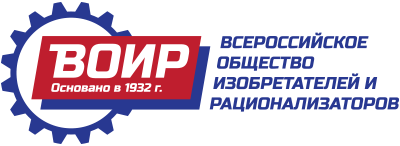 ВОИР
Основано в 1932 г.
ВСЕРОССИЙСКОЕ
ОБЩЕСТВО
ИЗОБРЕТАТЕЛЕЙ И
РАЦИОНАЛИЗАТОРОВ